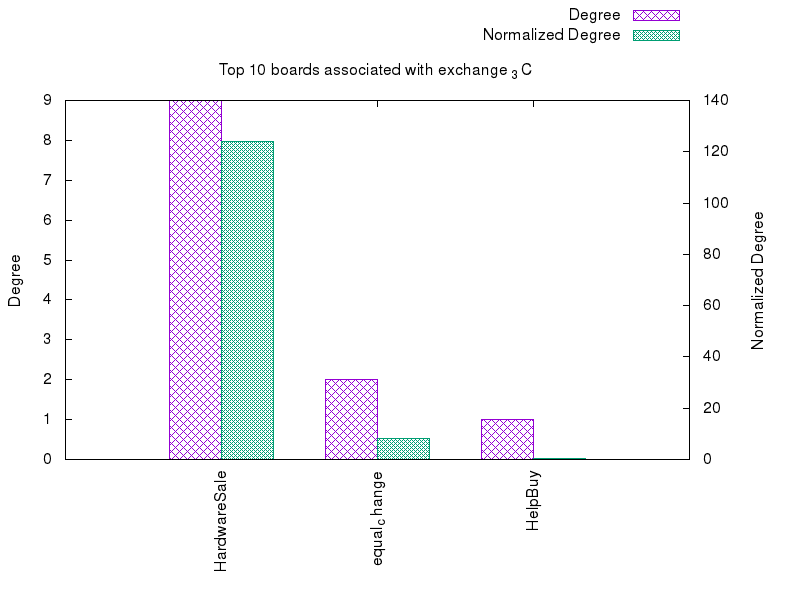 Degree
Normalized Degree
Top 10 boards associated with exchange ₃ C
9
8
7
6
5
4
3
2
1
0
Degree
140
120
100
80
60
40
20
0
Normalized Degree
HardwareSale
equal꜀hange
HelpBuy